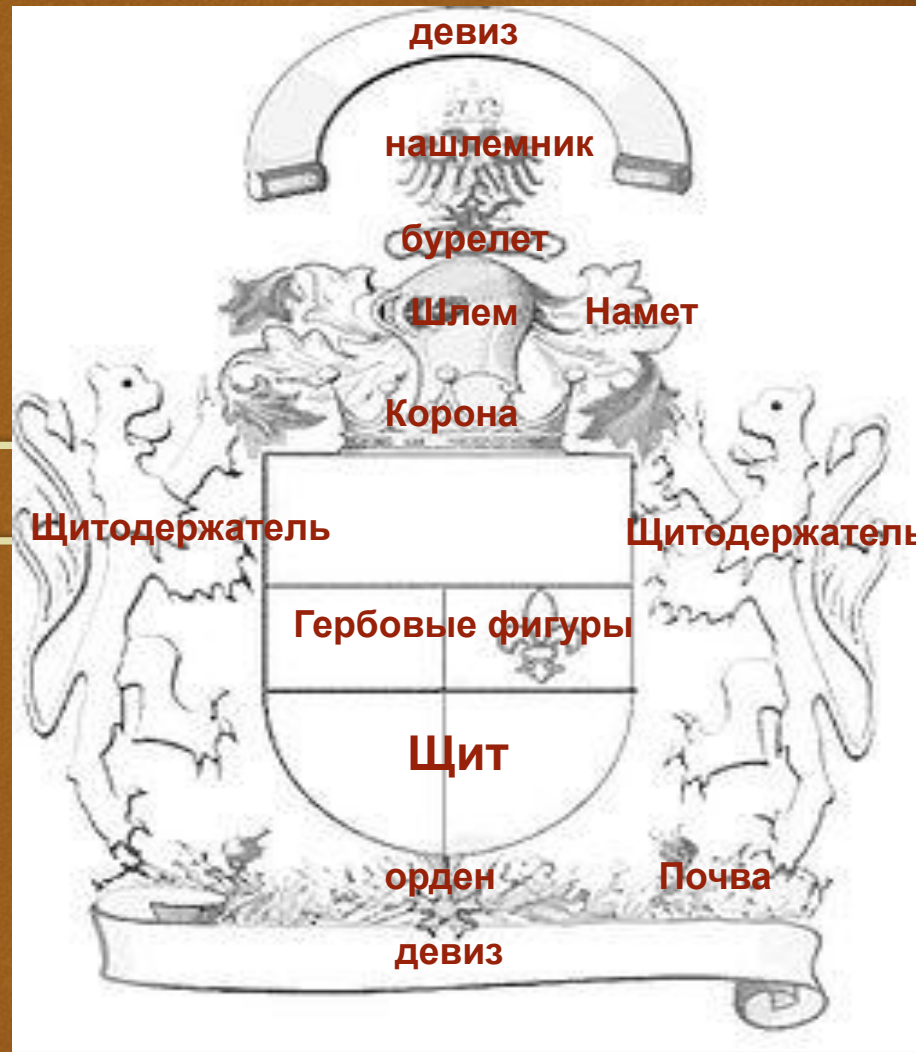 девиз
нашлемник
бурелет
Шлем Намет
Корона
Щитодержатель Щитодержатель
Гербовые фигуры
Щит
орден Почва
девиз